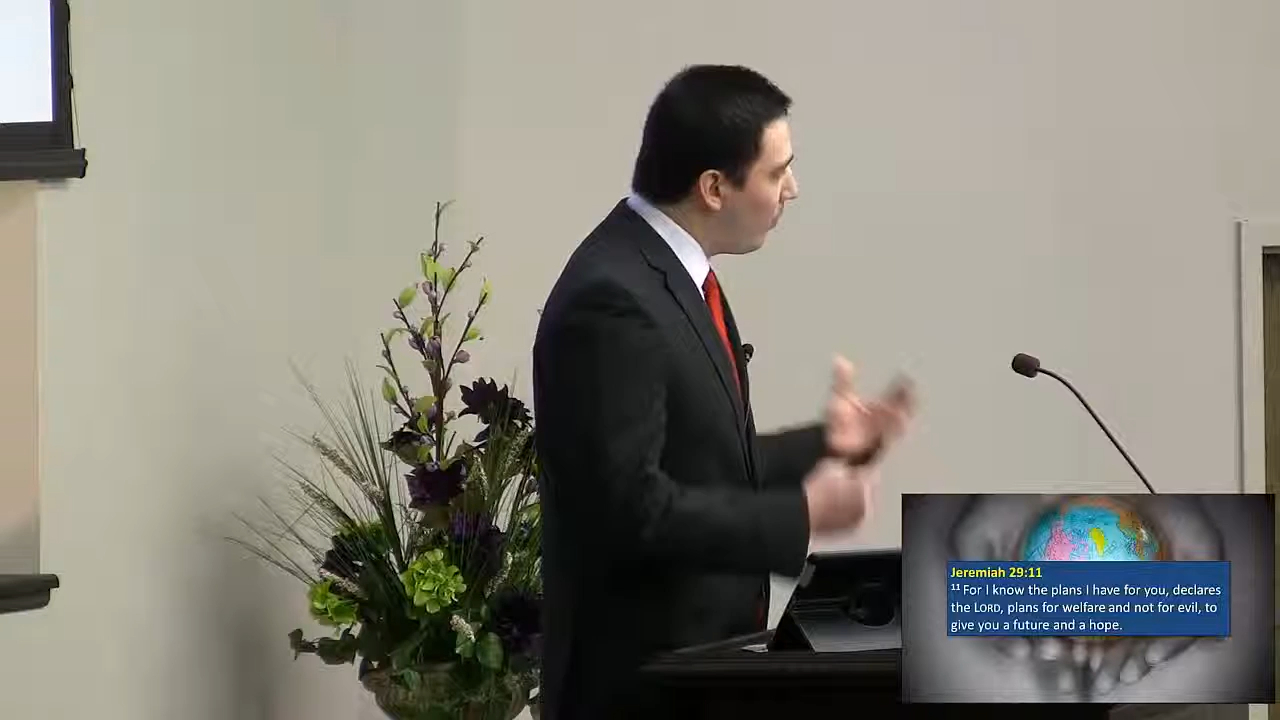 Jeremiah 29:11
¹¹ For I know the plans I have for you, declares
the LORD, plans for welfare and not for evil, to
give you a future and a hope.